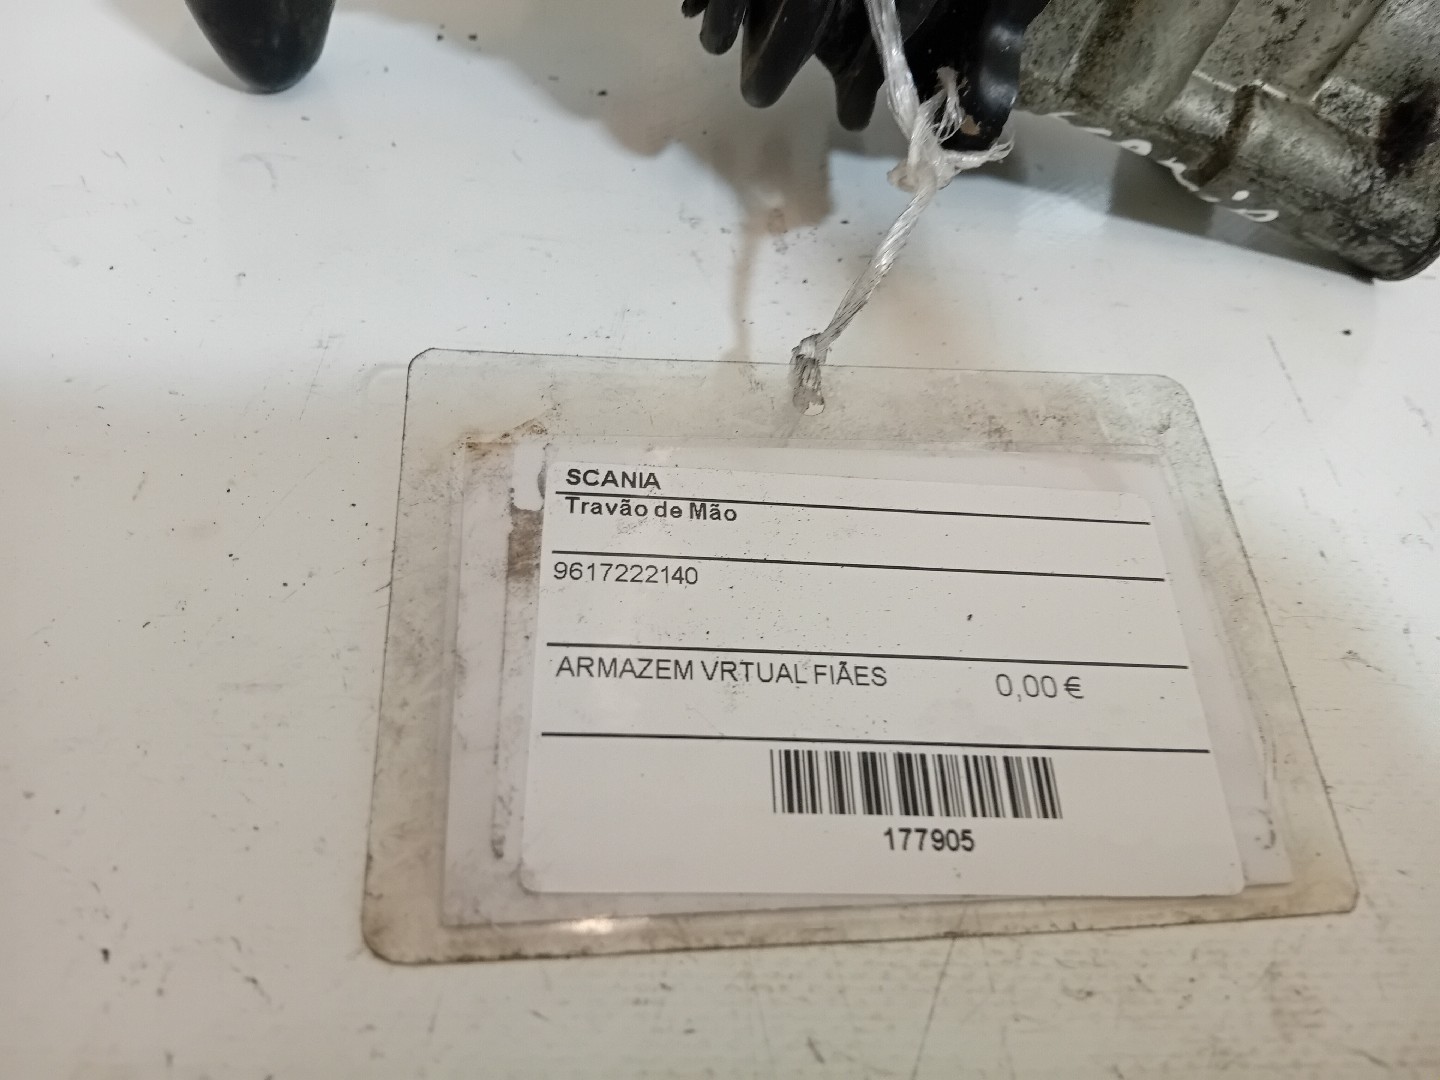 SCANIA
Travão de Mão
9617222140
ARMAZEM VRTUAL FIÃES 0,00 €
177905